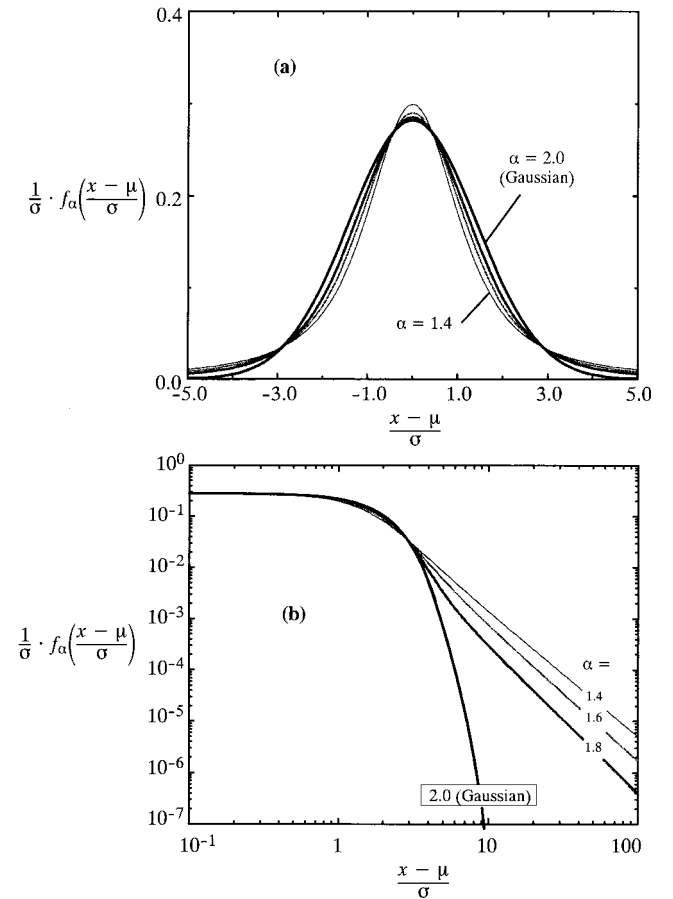 0.4
(a)
α = 2.0
(Gaussian)
1/σ · f_α((x − μ)/σ)
0.2
α = 1.4
0.0
-5.0 -3.0 -1.0 1.0 3.0 5.0
(x − μ)/σ
10⁰
10⁻¹
10⁻²
10⁻³
(b)
1/σ · f_α((x − μ)/σ)
10⁻⁴
α =
1.4
10⁻⁵
1.6
1.8
10⁻⁶
2.0 (Gaussian)
10⁻⁷
10⁻¹ 1 10 100
(x − μ)/σ